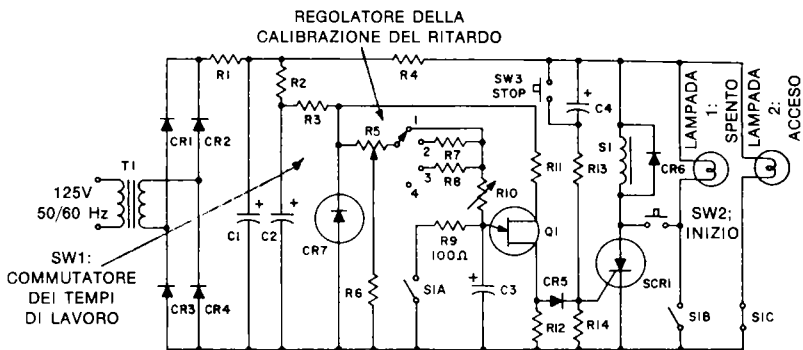 REGOLATORE DELLA
CALIBRAZIONE DEL RITARDO
R1
R2
R3
R4
SW3
STOP
C4
R5
1
2
3
4
R7
R8
R10
R11
R13
S1
CR6
LAMPADA
1:
SPENTO
LAMPADA
2:
ACCESO
CR1
CR2
T1
125V
50/60 Hz
C1
C2
CR7
R9
100Ω
Q1
SW2;
INIZIO
SW1:
COMMUTATORE
DEI TEMPI
DI LAVORO
CR3
CR4
R6
S1A
C3
CR5
R12
R14
SCR1
S1B
S1C
+
+
+
+